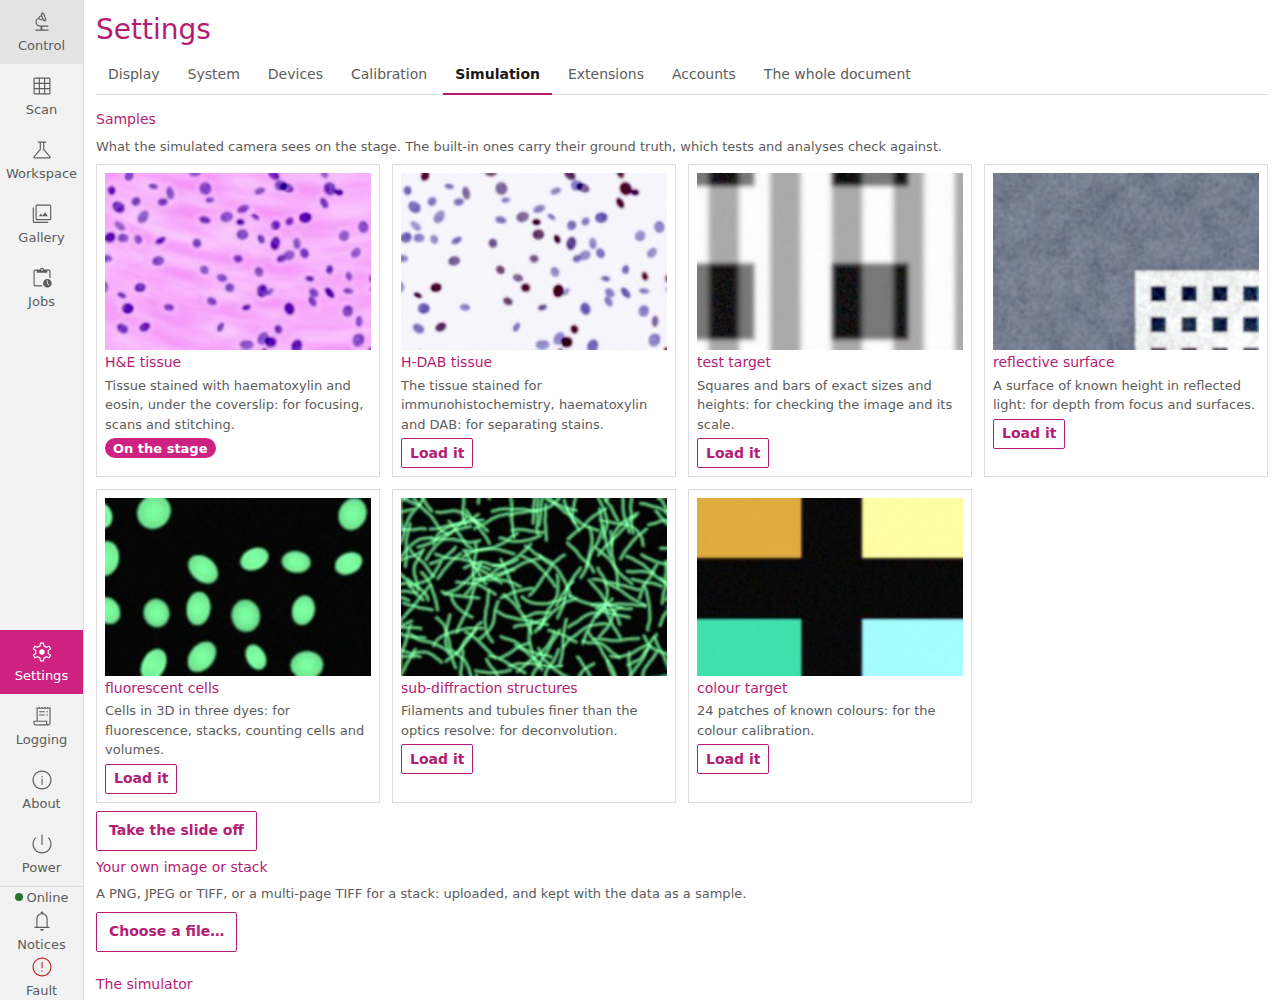 Control
Scan
Workspace
Gallery
Jobs
Settings
Logging
About
Power
Online
Notices
Fault
Settings
Display System Devices Calibration Simulation Extensions Accounts The whole document
Samples
What the simulated camera sees on the stage. The built-in ones carry their ground truth, which tests and analyses check against.
H&E tissue
Tissue stained with haematoxylin and
eosin, under the coverslip: for focusing,
scans and stitching.
On the stage
H-DAB tissue
The tissue stained for
immunohistochemistry, haematoxylin
and DAB: for separating stains.
Load it
test target
Squares and bars of exact sizes and
heights: for checking the image and its
scale.
Load it
reflective surface
A surface of known height in reflected
light: for depth from focus and surfaces.
Load it
fluorescent cells
Cells in 3D in three dyes: for
fluorescence, stacks, counting cells and
volumes.
Load it
sub-diffraction structures
Filaments and tubules finer than the
optics resolve: for deconvolution.
Load it
colour target
24 patches of known colours: for the
colour calibration.
Load it
Take the slide off
Your own image or stack
A PNG, JPEG or TIFF, or a multi-page TIFF for a stack: uploaded, and kept with the data as a sample.
Choose a file...
The simulator